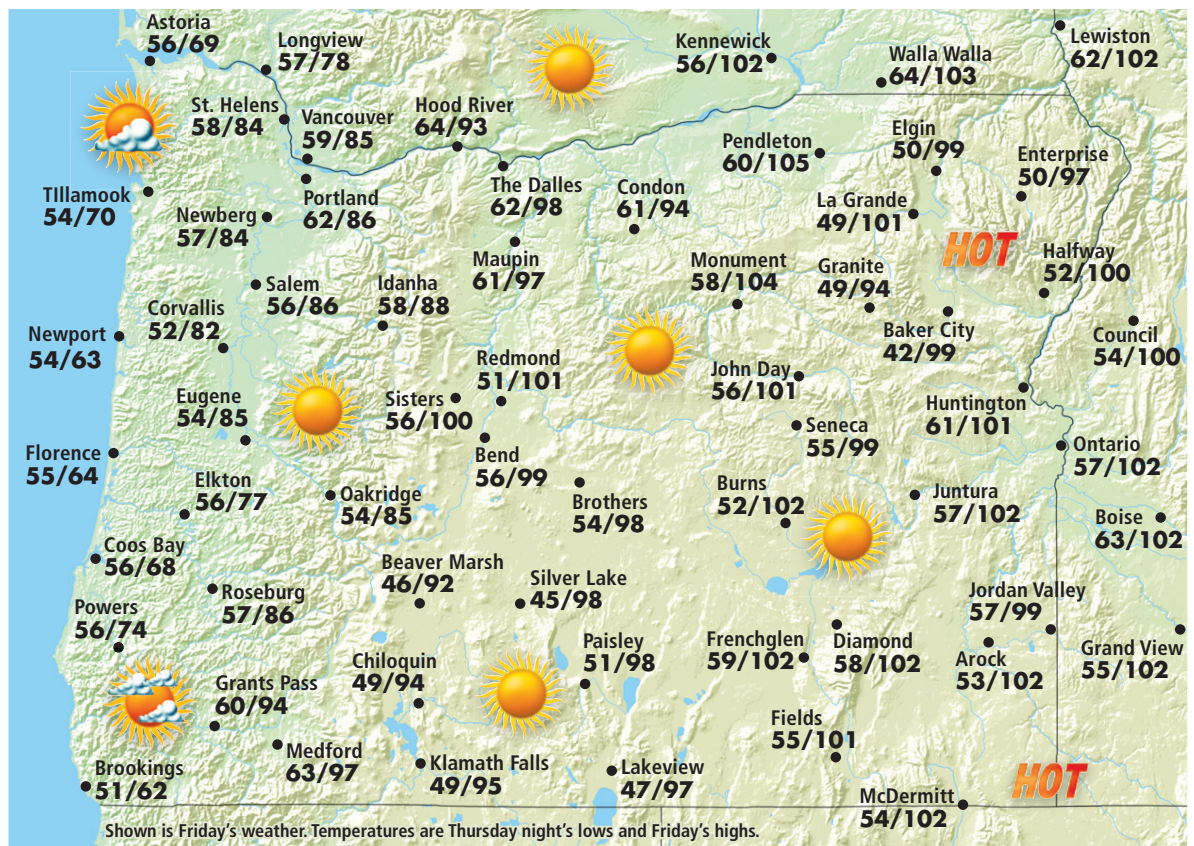 Astoria
56/69
Longview
57/78
Kennewick
56/102
Walla Walla
64/103
Lewiston
62/102
St. Helens
58/84
Vancouver
59/85
Hood River
64/93
Pendleton
60/105
Elgin
50/99
Enterprise
50/97
TIllamook
54/70
Newberg
57/84
Portland
62/86
The Dalles
62/98
Condon
61/94
La Grande
49/101
HOT
Maupin
61/97
Monument
58/104
Granite
49/94
Halfway
52/100
Salem
56/86
Idanha
58/88
Corvallis
52/82
Newport
54/63
Baker City
42/99
Council
54/100
Redmond
51/101
John Day
56/101
Eugene
54/85
Sisters
56/100
Huntington
61/101
Seneca
55/99
Florence
55/64
Bend
56/99
Ontario
57/102
Elkton
56/77
Oakridge
54/85
Brothers
54/98
Burns
52/102
Juntura
57/102
Boise
63/102
Coos Bay
56/68
Beaver Marsh
46/92
Silver Lake
45/98
Roseburg
57/86
Jordan Valley
57/99
Powers
56/74
Paisley
51/98
Frenchglen
59/102
Diamond
58/102
Arock
53/102
Grand View
55/102
Chiloquin
49/94
Grants Pass
60/94
Fields
55/101
Medford
63/97
Klamath Falls
49/95
Lakeview
47/97
Brookings
51/62
HOT
McDermitt
54/102
Shown is Friday's weather. Temperatures are Thursday night's lows and Friday's highs.